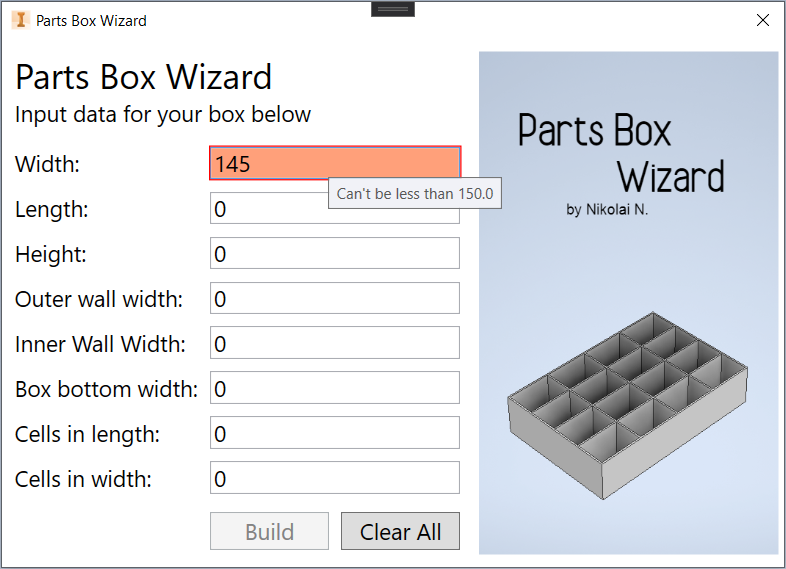 Parts Box Wizard
Parts Box Wizard
Input data for your box below
Width: 145
Can't be less than 150.0
Length: 0
Height: 0
Outer wall width: 0
Inner Wall Width: 0
Box bottom width: 0
Cells in length: 0
Cells in width: 0
Build Clear All
Parts Box
Wizard
by Nikolai N.